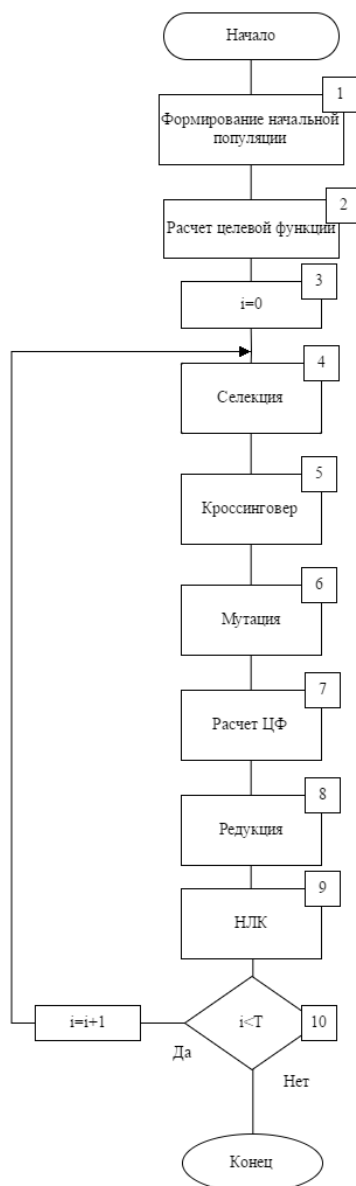 Начало
1
Формирование начальной
популяции
2
Расчет целевой функции
3
i=0
4
Селекция
5
Кроссинговер
6
Мутация
7
Расчет ЦФ
8
Редукция
9
НЛК
i=i+1
i<T
10
Да
Нет
Конец